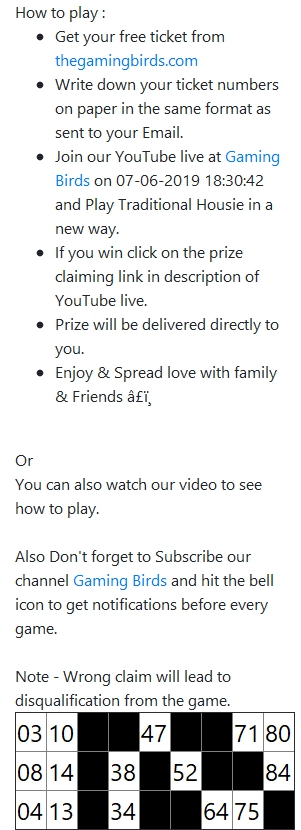 How to play :
Get your free ticket from
thegamingbirds.com
Write down your ticket numbers
on paper in the same format as
sent to your Email.
Join our YouTube live at Gaming
Birds on 07-06-2019 18:30:42
and Play Traditional Housie in a
new way.
If you win click on the prize
claiming link in description of
YouTube live.
Prize will be delivered directly to
you.
Enjoy & Spread love with family
& Friends â£ï¸
Or
You can also watch our video to see
how to play.
Also Don't forget to Subscribe our
channel Gaming Birds and hit the bell
icon to get notifications before every
game.
Note - Wrong claim will lead to
disqualification from the game.
03 10 47 71 80
08 14 38 52 84
04 13 34 64 75